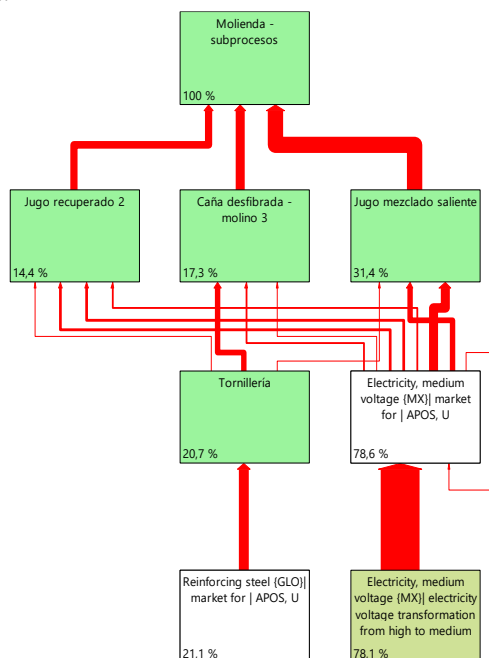 Molienda -
subprocesos
100 %
Jugo recuperado 2
14,4 %
Caña desfibrada -
molino 3
17,3 %
Jugo mezclado saliente
31,4 %
Tornillería
20,7 %
Electricity, medium
voltage {MX}| market
for | APOS, U
78,6 %
Reinforcing steel {GLO}|
market for | APOS, U
21,1 %
Electricity, medium
voltage {MX}| electricity
voltage transformation
from high to medium
78,1 %